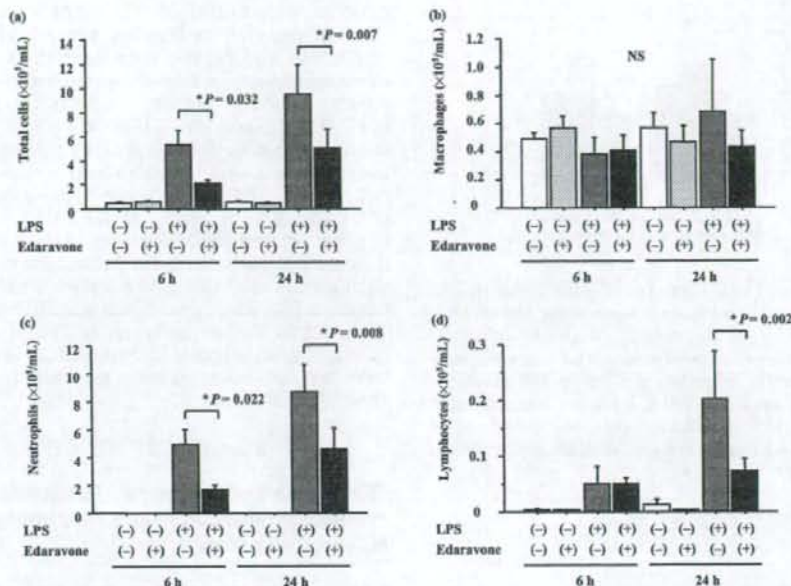 (a)
Total cells (×10⁵/mL)
14
12
10
8
6
4
2
0
*P = 0.032
*P = 0.007
LPS (–) (–) (+) (+) (–) (–) (+) (+)
Edaravone (–) (+) (–) (+) (–) (+) (–) (+)
6 h 24 h
(b)
Macrophages (×10⁵/mL)
1.2
1.0
0.8
0.6
0.4
0.2
0.0
NS
LPS (–) (–) (+) (+) (–) (–) (+) (+)
Edaravone (–) (+) (–) (+) (–) (+) (–) (+)
6 h 24 h
(c)
Neutrophils (×10⁵/mL)
12
10
8
6
4
2
0
*P = 0.022
*P = 0.008
LPS (–) (–) (+) (+) (–) (–) (+) (+)
Edaravone (–) (+) (–) (+) (–) (+) (–) (+)
6 h 24 h
(d)
Lymphocytes (×10⁵/mL)
0.3
0.2
0.1
0
*P = 0.002
LPS (–) (–) (+) (+) (–) (–) (+) (+)
Edaravone (–) (+) (–) (+) (–) (+) (–) (+)
6 h 24 h